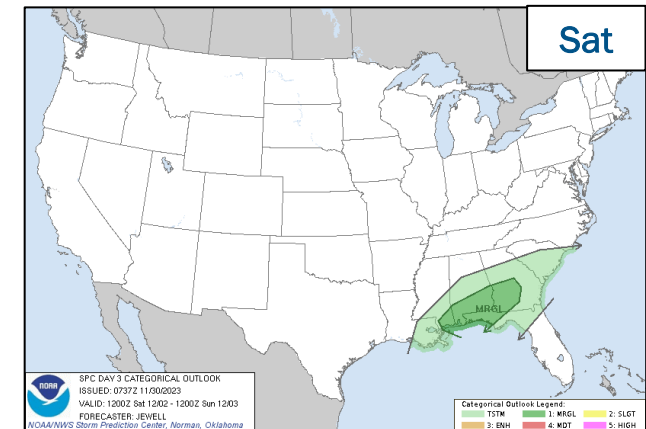 Sat
MRGL
NOAA
SPC DAY 3 CATEGORICAL OUTLOOK
ISSUED: 0737Z 11/30/2023
VALID: 1200Z Sat 12/02 - 1200Z Sun 12/03
FORECASTER: JEWELL
NOAA/NWS Storm Prediction Center, Norman, Oklahoma
Categorical Outlook Legend:
TSTM 1: MRGL 2: SLGT
3: ENH 4: MDT 5: HIGH